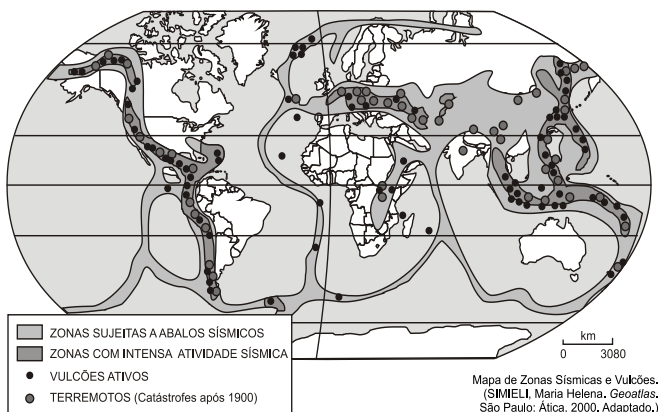 ZONAS SUJEITAS A ABALOS SÍSMICOS
ZONAS COM INTENSA ATIVIDADE SÍSMICA
VULCÕES ATIVOS
TERREMOTOS (Catástrofes após 1900)
km
0 3080
Mapa de Zonas Sísmicas e Vulcões.
(SIMIELI, Maria Helena. Geoatlas.
São Paulo: Ática. 2000. Adaptado.)